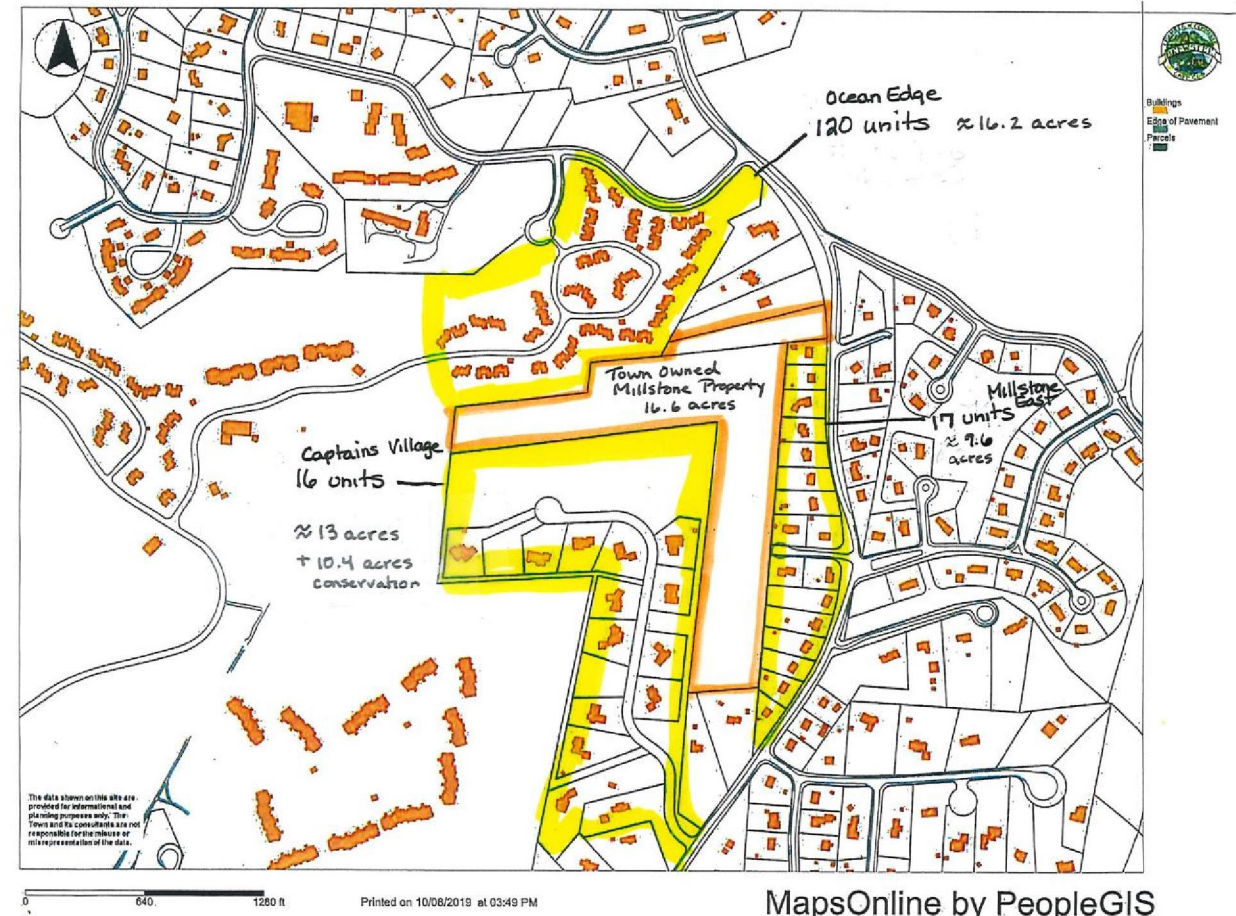 Ocean Edge
120 units ≈16.2 acres
Buildings
Edge of Pavement
Parcels
Town Owned
Millstone Property
16.6 acres
Millstone
East
17 units
≈ 9.6
acres
Captains Village
16 units
≈ 13 acres
+ 10.4 acres
conservation
The data shown on this site are
provided for informational and
planning purposes only. The
Town and its consultants are not
responsible for the misuse or
misrepresentation of the data.
0 640 1280 ft
Printed on 10/08/2019 at 03:49 PM
MapsOnline by PeopleGIS